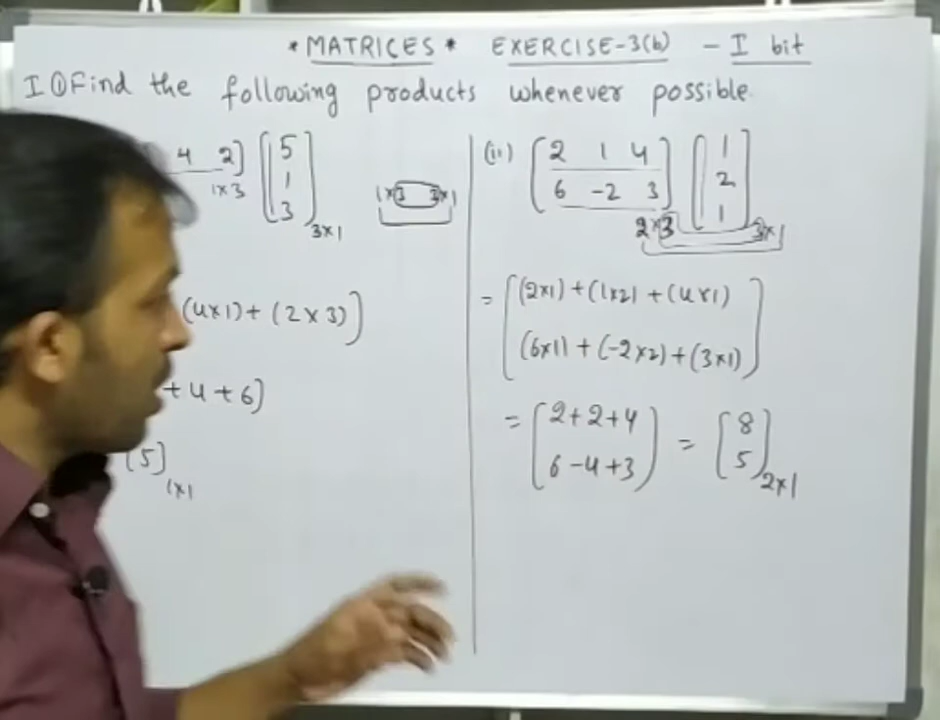 *MATRICES* EXERCISE-3(b) - I bit
I ① Find the following products whenever possible.
4 2] 1x3 [5 1 3] 3x1
1x3 3x1
(4x1) + (2x3)]
+ 4 + 6]
[5] 1x1
(ii) [2 1 4
6 -2 3] 2x3 [1 2 1] 3x1
= [(2x1) + (1x2) + (4x1)
(6x1) + (-2x2) + (3x1)]
= [2+2+4
6-4+3] = [8
5] 2x1